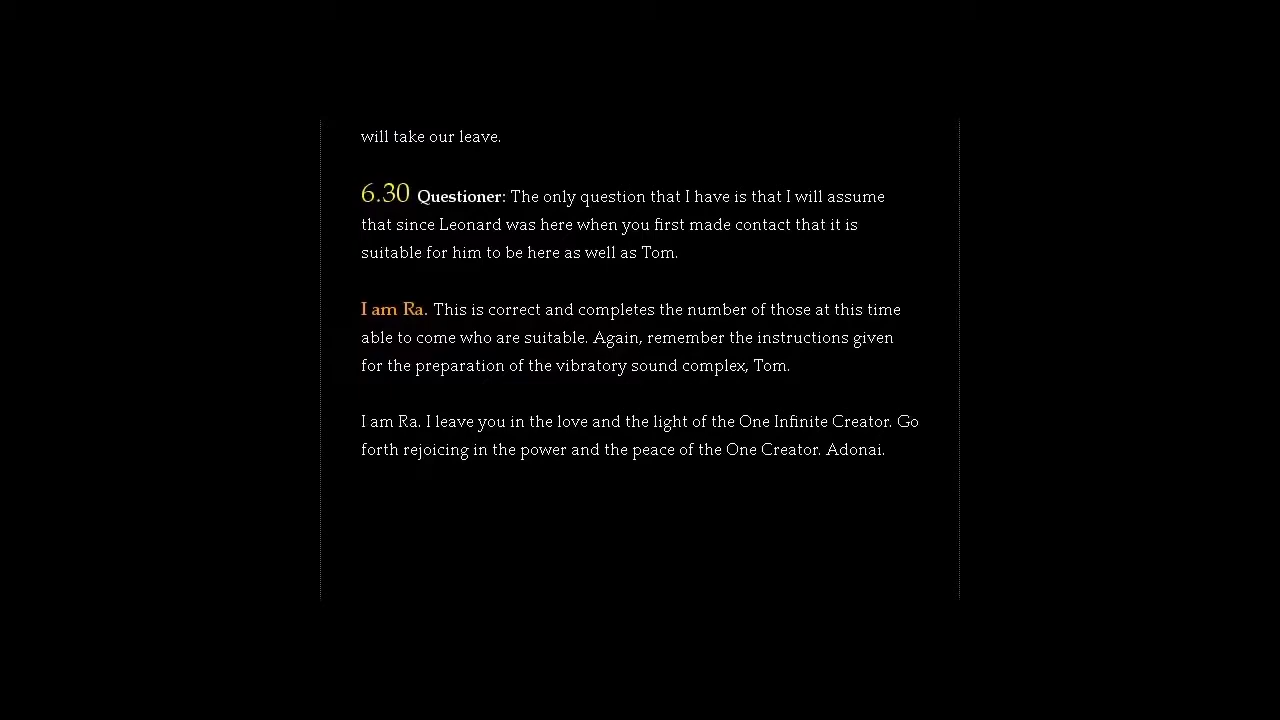 will take our leave.
6.30 Questioner: The only question that I have is that I will assume
that since Leonard was here when you first made contact that it is
suitable for him to be here as well as Tom.
I am Ra. This is correct and completes the number of those at this time
able to come who are suitable. Again, remember the instructions given
for the preparation of the vibratory sound complex, Tom.
I am Ra. I leave you in the love and the light of the One Infinite Creator. Go
forth rejoicing in the power and the peace of the One Creator. Adonai.